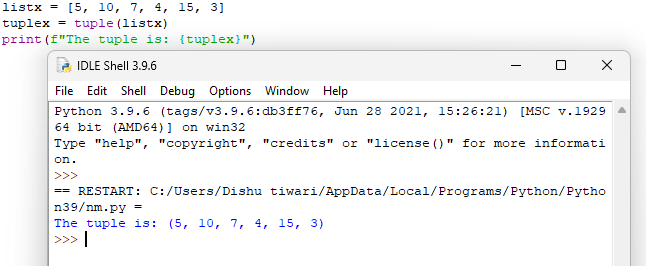 listx = [5, 10, 7, 4, 15, 3]
tuplex = tuple(listx)
print(f"The tuple is: {tuplex}")
IDLE Shell 3.9.6
File Edit Shell Debug Options Window Help
Python 3.9.6 (tags/v3.9.6:db3ff76, Jun 28 2021, 15:26:21) [MSC v.1929
64 bit (AMD64)] on win32
Type "help", "copyright", "credits" or "license()" for more informati
on.
>>>
== RESTART: C:/Users/Dishu tiwari/AppData/Local/Programs/Python/Pytho
n39/nm.py =
The tuple is: (5, 10, 7, 4, 15, 3)
>>>